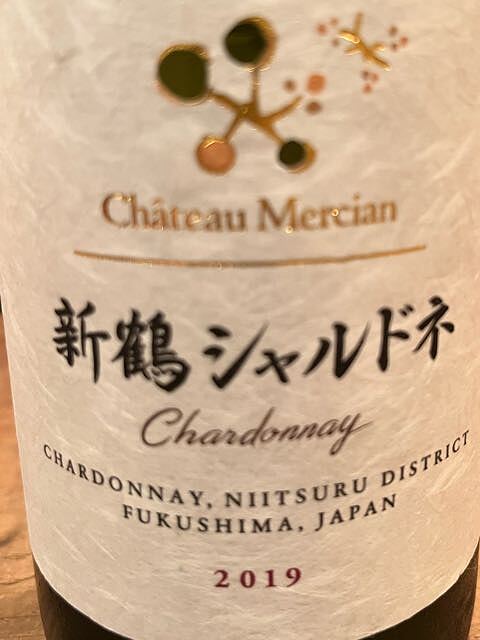 Château Mercian
新鶴シャルドネ
Chardonnay
CHARDONNAY, NIITSURU DISTRICT
FUKUSHIMA, JAPAN
2019